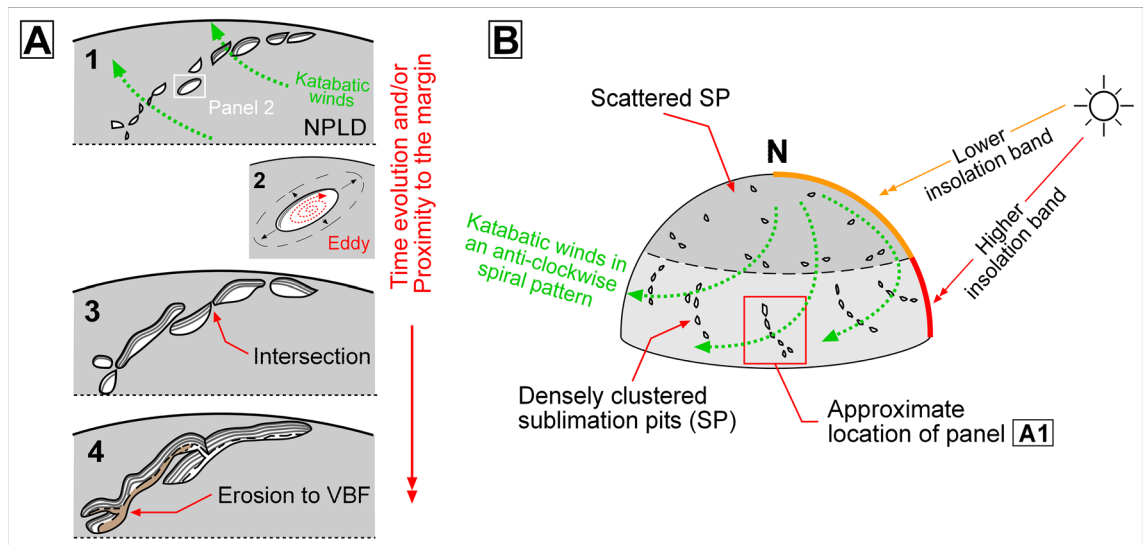 A
1
Katabatic
winds
Panel 2
NPLD
2
Eddy
3
Intersection
4
Erosion to VBF
Time evolution and/or
Proximity to the margin
B
Scattered SP
N
Lower
insolation band
Higher
insolation band
Katabatic winds in
an anti-clockwise
spiral pattern
Densely clustered
sublimation pits (SP)
Approximate
location of panel A1